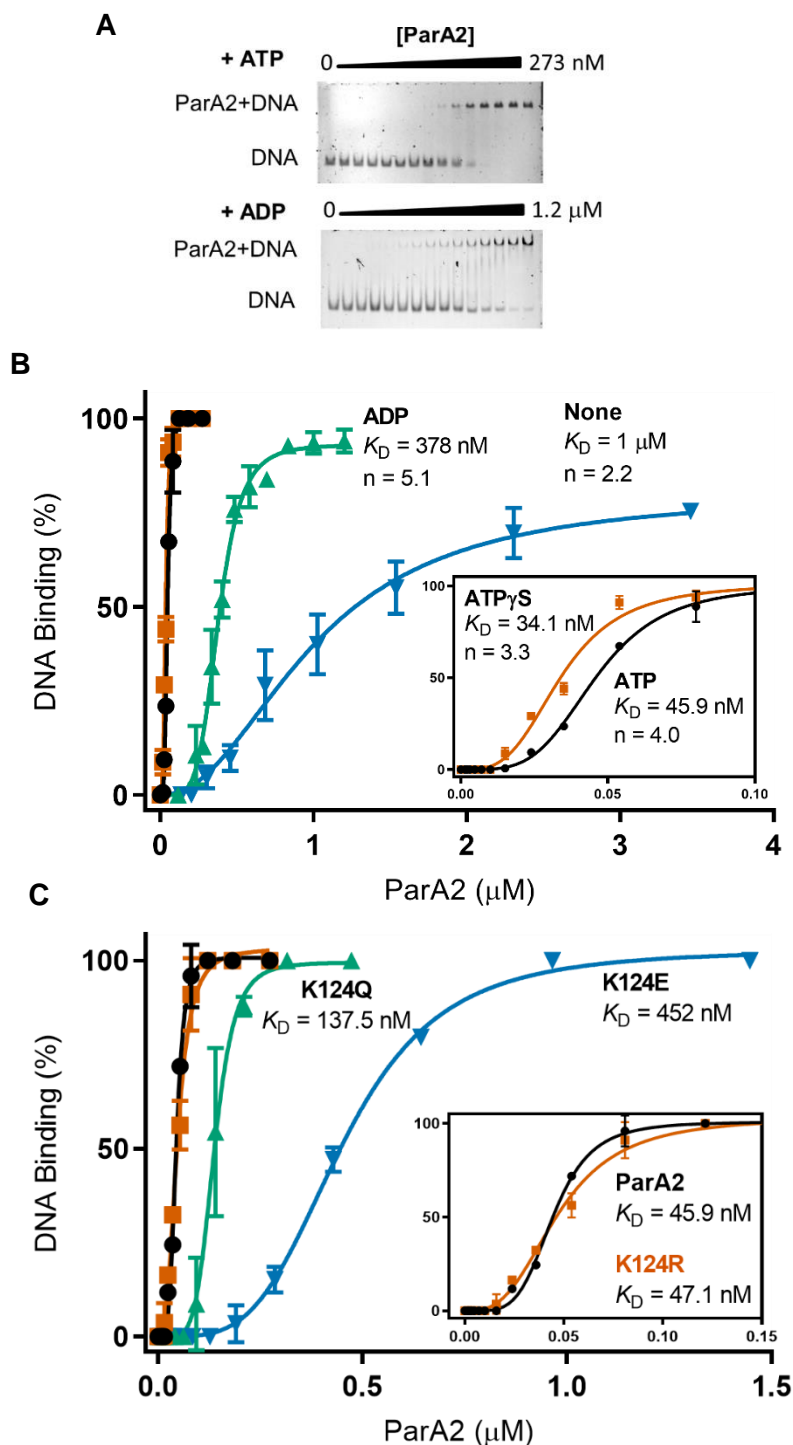 A
[ParA2]
+ ATP
0 273 nM
ParA2+DNA
DNA
+ ADP
0 1.2 μM
ParA2+DNA
DNA
B
100
50
0
DNA Binding (%)
ADP
KD = 378 nM
n = 5.1
None
KD = 1 μM
n = 2.2
100
50
0
ATPγS
KD = 34.1 nM
n = 3.3
ATP
KD = 45.9 nM
n = 4.0
0.00 0.05 0.10
0 1 2 3 4
ParA2 (μM)
C
100
50
0
DNA Binding (%)
K124Q
KD = 137.5 nM
K124E
KD = 452 nM
100
50
0
ParA2
KD = 45.9 nM
K124R
KD = 47.1 nM
0.00 0.05 0.10 0.15
0.0 0.5 1.0 1.5
ParA2 (μM)